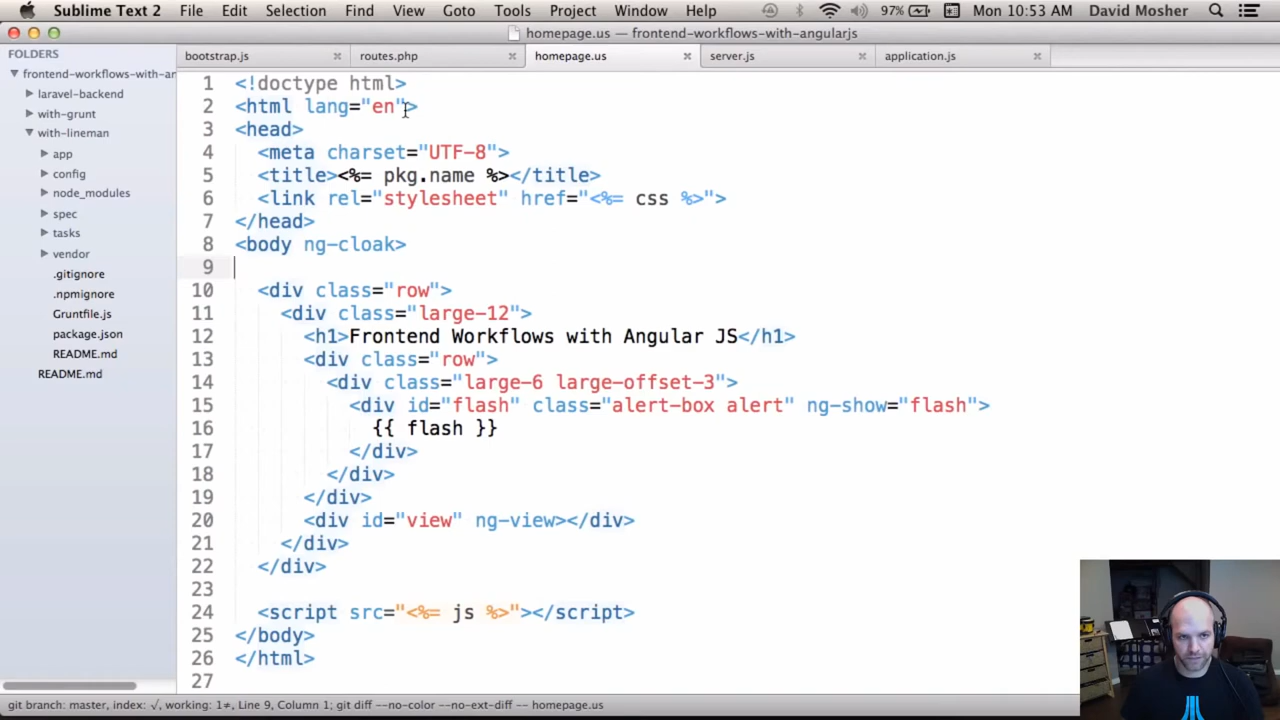 Sublime Text 2 File Edit Selection Find View Goto Tools Project Window Help 97% Mon 10:53 AM David Mosher
homepage.us — frontend-workflows-with-angularjs
FOLDERS
frontend-workflows-with-an
laravel-backend
with-grunt
with-lineman
app
config
node_modules
spec
tasks
vendor
.gitignore
.npmignore
Gruntfile.js
package.json
README.md
README.md
bootstrap.js routes.php homepage.us server.js application.js
1 <!doctype html>
2 <html lang="en">
3 <head>
4 <meta charset="UTF-8">
5 <title><%= pkg.name %></title>
6 <link rel="stylesheet" href="<%= css %>">
7 </head>
8 <body ng-cloak>
9
10 <div class="row">
11 <div class="large-12">
12 <h1>Frontend Workflows with Angular JS</h1>
13 <div class="row">
14 <div class="large-6 large-offset-3">
15 <div id="flash" class="alert-box alert" ng-show="flash">
16 {{ flash }}
17 </div>
18 </div>
19 </div>
20 <div id="view" ng-view></div>
21 </div>
22 </div>
23
24 <script src="<%= js %>"></script>
25 </body>
26 </html>
27
git branch: master, index: √, working: 1≠, Line 9, Column 1; git diff --no-color --no-ext-diff -- homepage.us